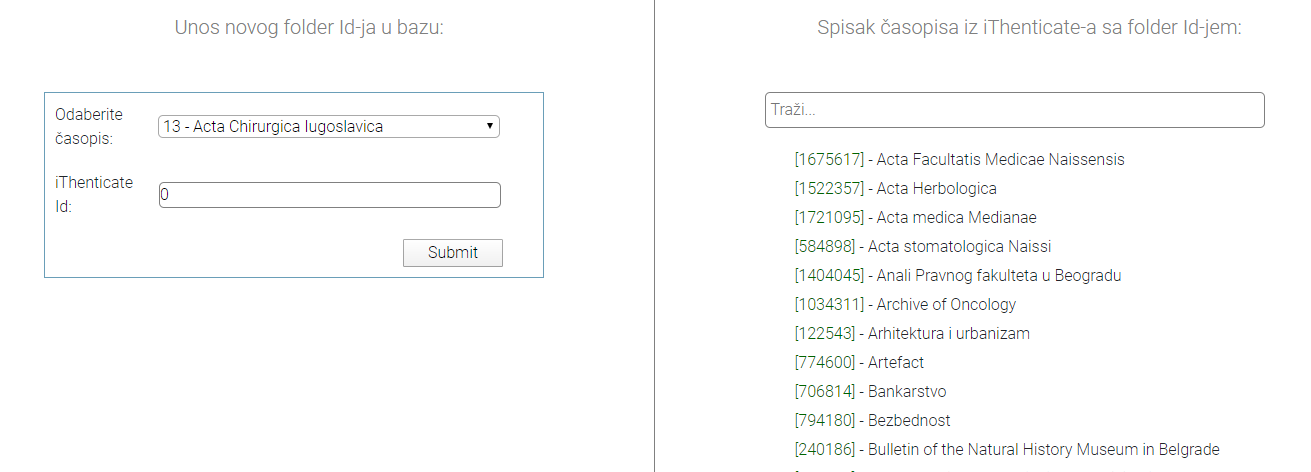 Unos novog folder Id-ja u bazu:
Odaberite
časopis:
13 - Acta Chirurgica Iugoslavica
iThenticate
Id:
0
Submit
Spisak časopisa iz iThenticate-a sa folder Id-jem:
Traži...
[1675617] - Acta Facultatis Medicae Naissensis
[1522357] - Acta Herbologica
[1721095] - Acta medica Medianae
[584898] - Acta stomatologica Naissi
[1404045] - Anali Pravnog fakulteta u Beogradu
[1034311] - Archive of Oncology
[122543] - Arhitektura i urbanizam
[774600] - Artefact
[706814] - Bankarstvo
[794180] - Bezbednost
[240186] - Bulletin of the Natural History Museum in Belgrade